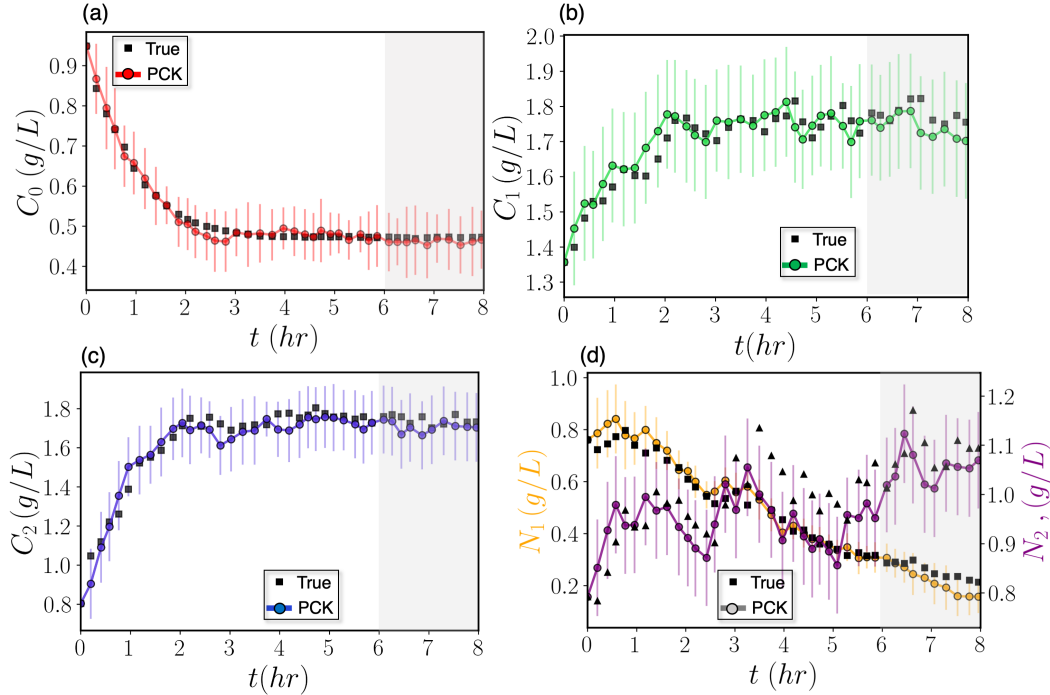 (a)
0.9
0.8
0.7
0.6
0.5
0.4
C_0 (g/L)
True
PCK
0 1 2 3 4 5 6 7 8
t (hr)
(b)
2.0
1.9
1.8
1.7
1.6
1.5
1.4
1.3
C_1 (g/L)
True
PCK
0 1 2 3 4 5 6 7 8
t(hr)
(c)
1.8
1.6
1.4
1.2
1.0
0.8
C_2 (g/L)
True
PCK
0 1 2 3 4 5 6 7 8
t(hr)
(d)
1.0
0.8
0.6
0.4
0.2
N_1 (g/L)
True
PCK
1.2
1.1
1.0
0.9
0.8
N_2 , (g/L)
0 1 2 3 4 5 6 7 8
t (hr)